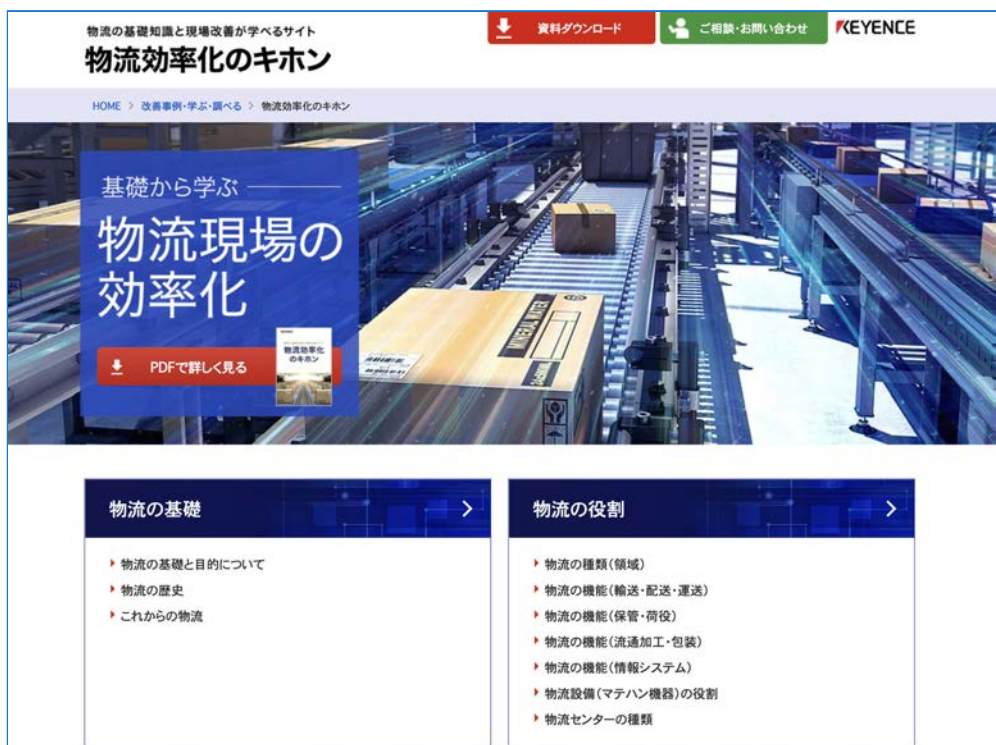 物流の基礎知識と現場改善が学べるサイト
物流効率化のキホン
資料ダウンロード
ご相談・お問い合わせ
KEYENCE
HOME > 改善事例・学ぶ・調べる > 物流効率化のキホン
基礎から学ぶ
物流現場の
効率化
PDFで詳しく見る
物流効率化
のキホン
MINERAL WATER
物流の基礎
物流の基礎と目的について
物流の歴史
これからの物流
物流の役割
物流の種類(領域)
物流の機能(輸送・配送・運送)
物流の機能(保管・荷役)
物流の機能(流通加工・包装)
物流の機能(情報システム)
物流設備(マテハン機器)の役割
物流センターの種類